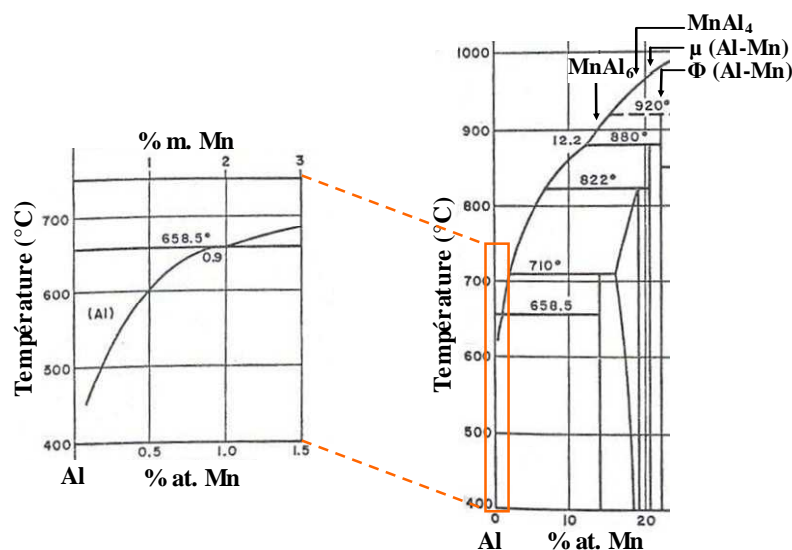 % m. Mn
1
2
3
Température (°C)
700
600
500
400
658.5°
0.9
(Al)
0.5
1.0
1.5
Al
% at. Mn
MnAl₄
μ (Al-Mn)
Φ (Al-Mn)
MnAl₆
Température (°C)
1000
900
800
700
600
500
400
920°
12.2
880°
822°
710°
658.5
0
10
20
Al
% at. Mn